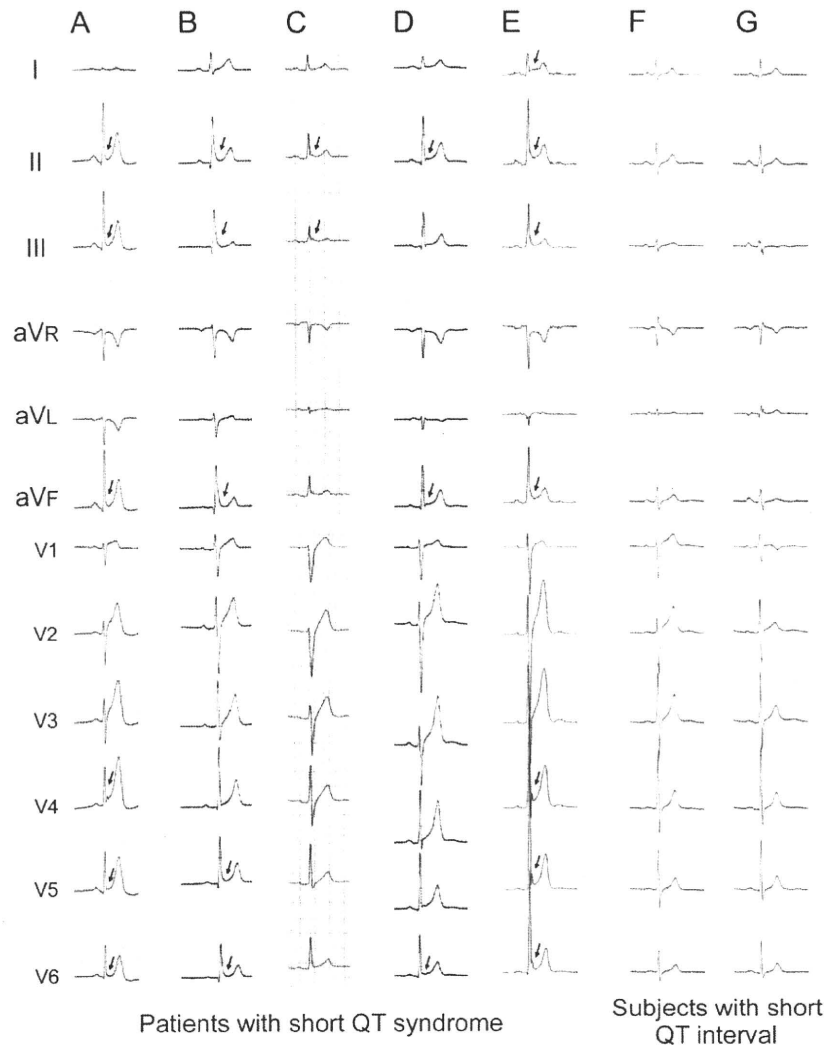 A B C D E F G
I
II
III
aVR
aVL
aVF
V1
V2
V3
V4
V5
V6
Patients with short QT syndrome
Subjects with short
QT interval